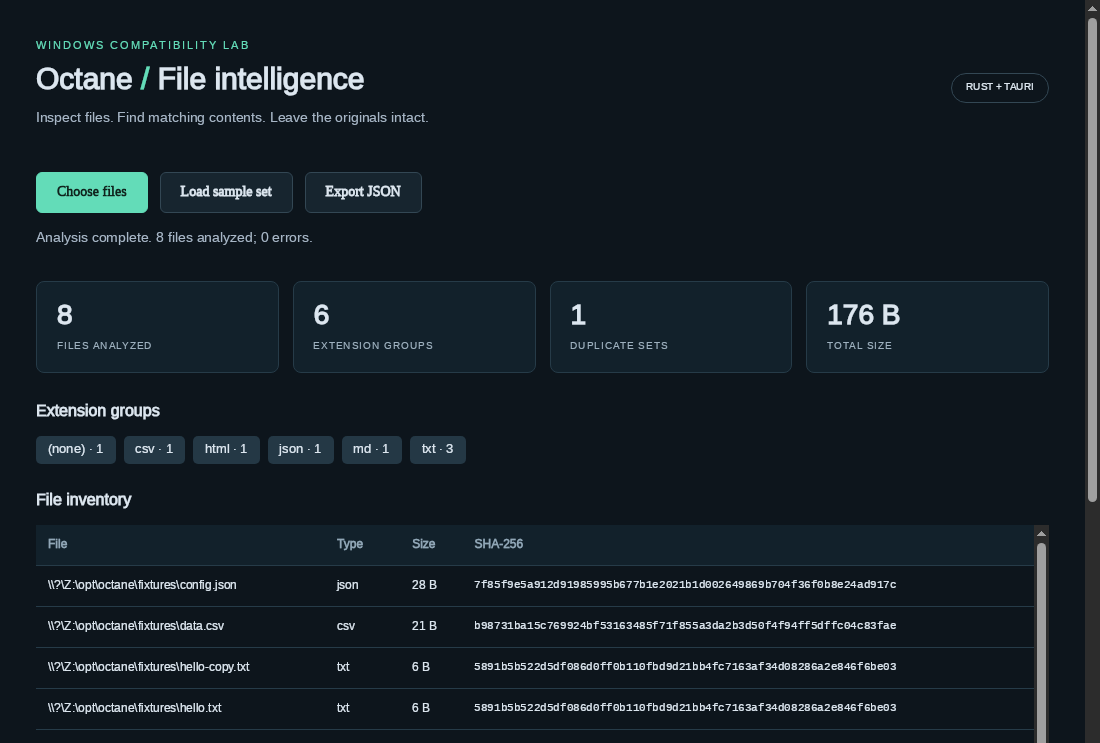 WINDOWS COMPATIBILITY LAB
Octane / File intelligence
RUST + TAURI
Inspect files. Find matching contents. Leave the originals intact.
Choose files Load sample set Export JSON
Analysis complete. 8 files analyzed; 0 errors.
8 6 1 176 B
FILES ANALYZED EXTENSION GROUPS DUPLICATE SETS TOTAL SIZE
Extension groups
(none) · 1 csv · 1 html · 1 json · 1 md · 1 txt · 3
File inventory
File Type Size SHA-256
\\?\Z:\opt\octane\fixtures\config.json json 28 B 7f85f9e5a912d91985995b677b1e2021b1d002649869b704f36f0b8e24ad917c
\\?\Z:\opt\octane\fixtures\data.csv csv 21 B b98731ba15c769924bf53163485f71f855a3da2b3d50f4f94ff5dffc04c83fae
\\?\Z:\opt\octane\fixtures\hello-copy.txt txt 6 B 5891b5b522d5df086d0ff0b110fbd9d21bb4fc7163af34d08286a2e846f6be03
\\?\Z:\opt\octane\fixtures\hello.txt txt 6 B 5891b5b522d5df086d0ff0b110fbd9d21bb4fc7163af34d08286a2e846f6be03